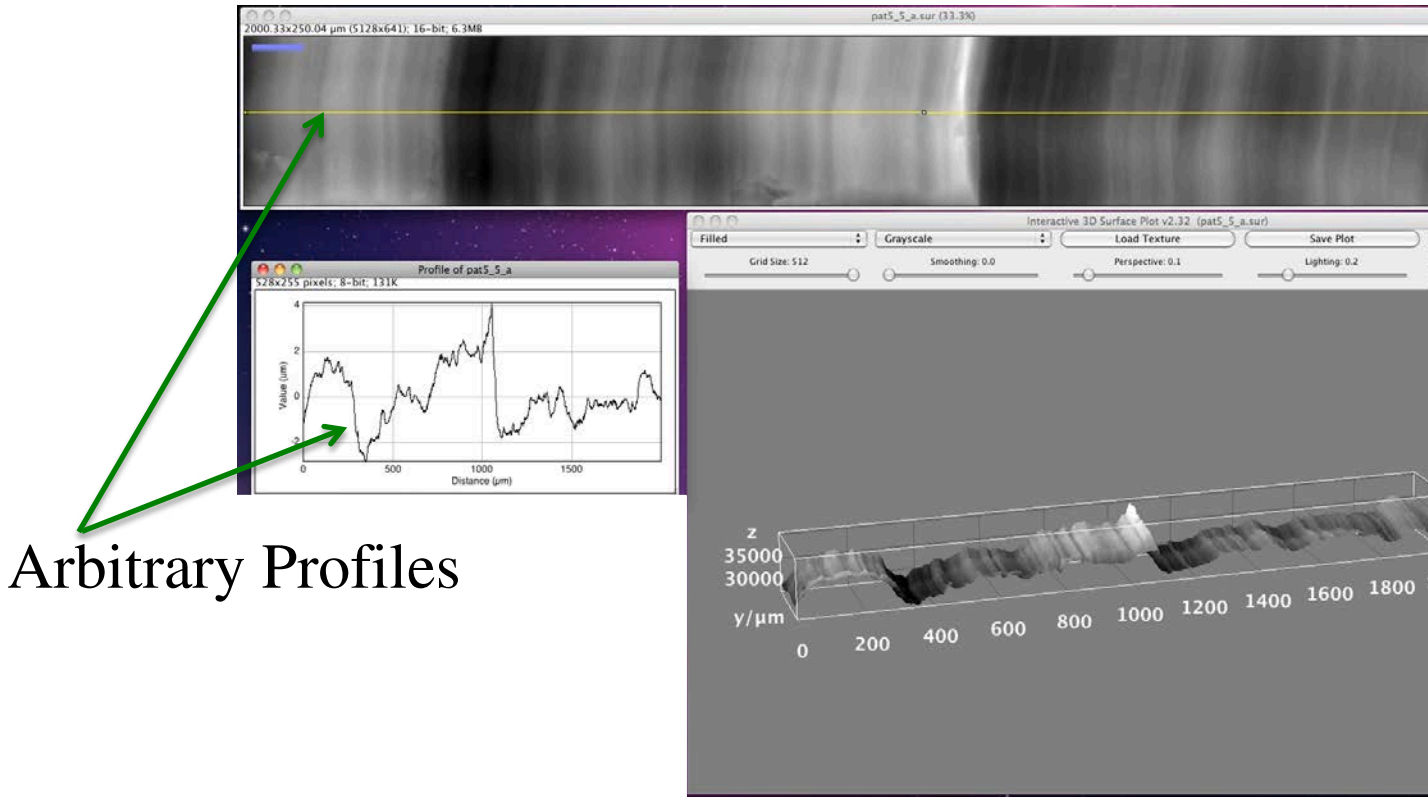 pat5_5_a.sur (33.3%)
2000.33x250.04 µm (5128x641); 16-bit; 6.3MB
Interactive 3D Surface Plot v2.32 (pat5_5_a.sur)
Filled Grayscale Load Texture Save Plot
Grid Size: 512 Smoothing: 0.0 Perspective: 0.1 Lighting: 0.2
Profile of pat5_5_a
528x255 pixels; 8-bit; 131K
4
2
0
-2
Value (µm)
0 500 1000 1500
Distance (µm)
Arbitrary Profiles
z
35000
30000
y/µm
0 200 400 600 800 1000 1200 1400 1600 1800